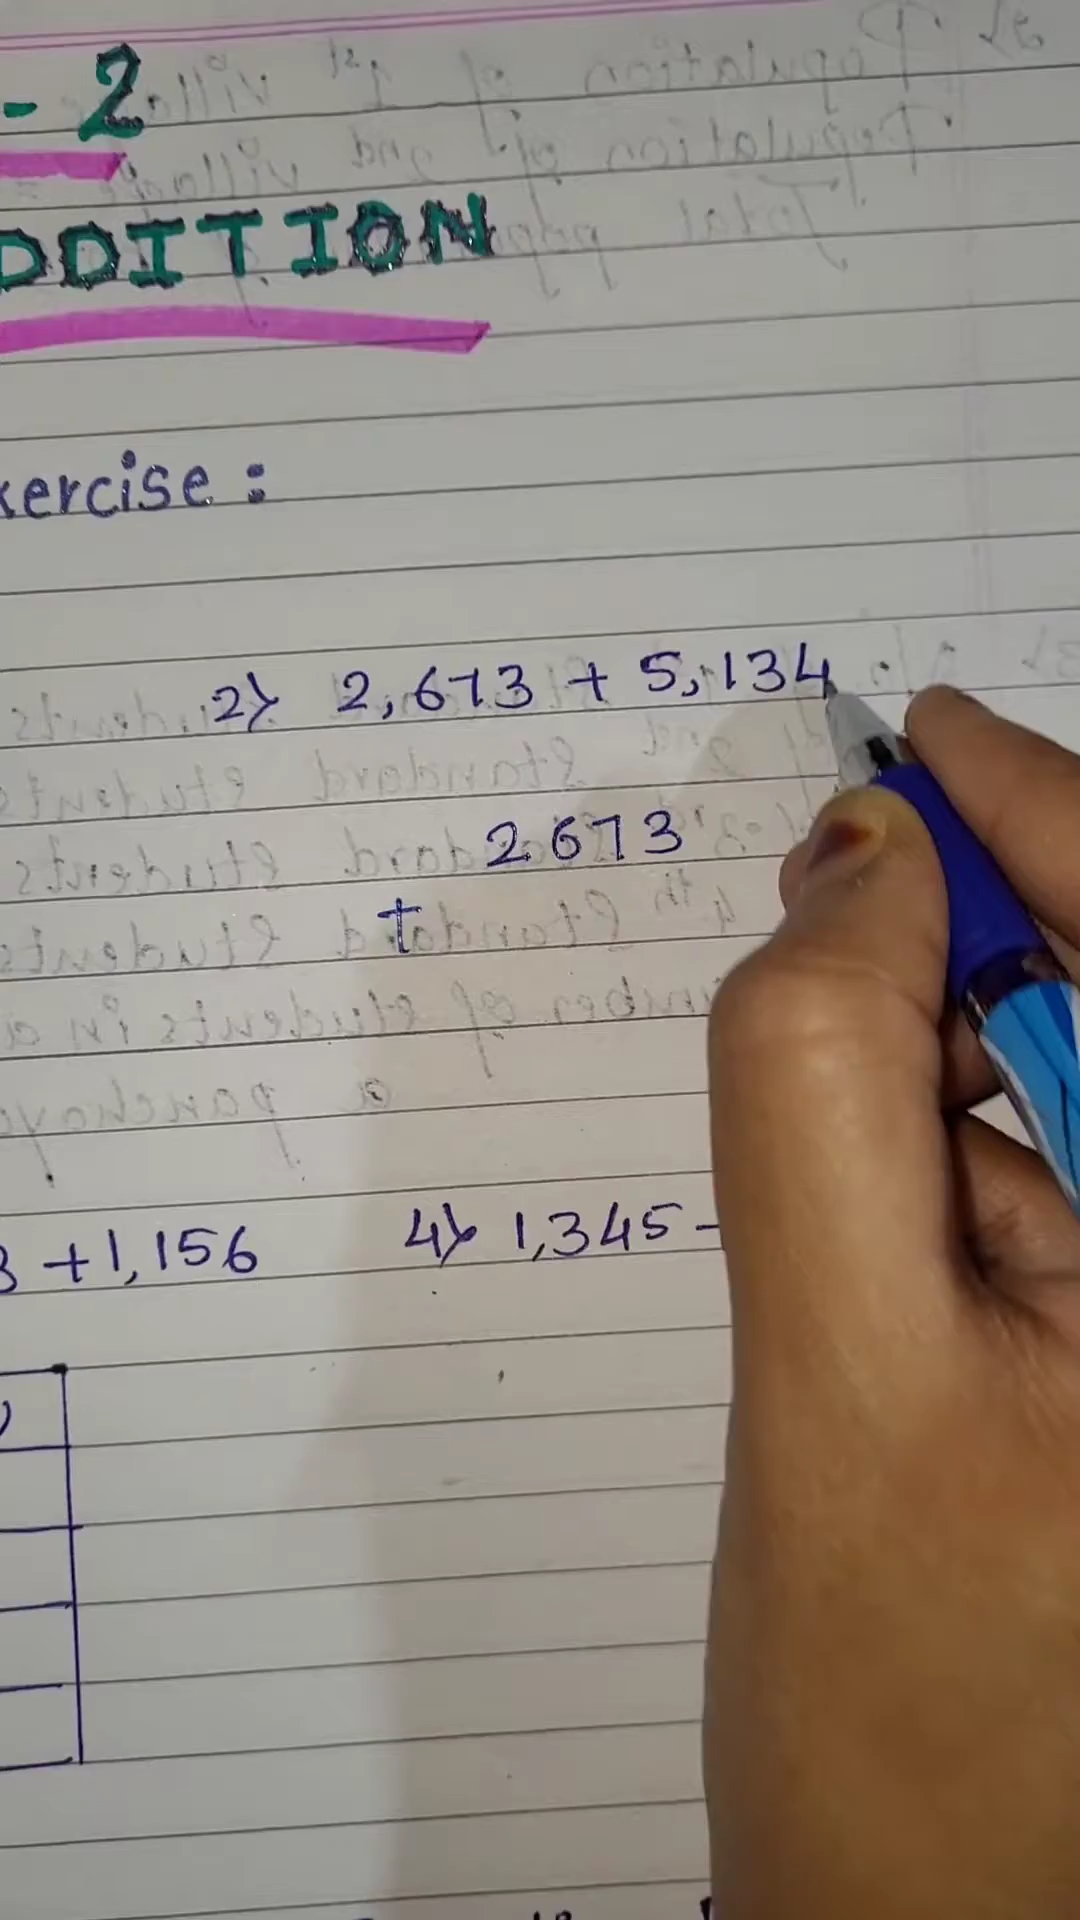 - 2
DDITION
xercise :
2) 2,673 + 5,134
2673
+
3 +1,156
4) 1,345 -